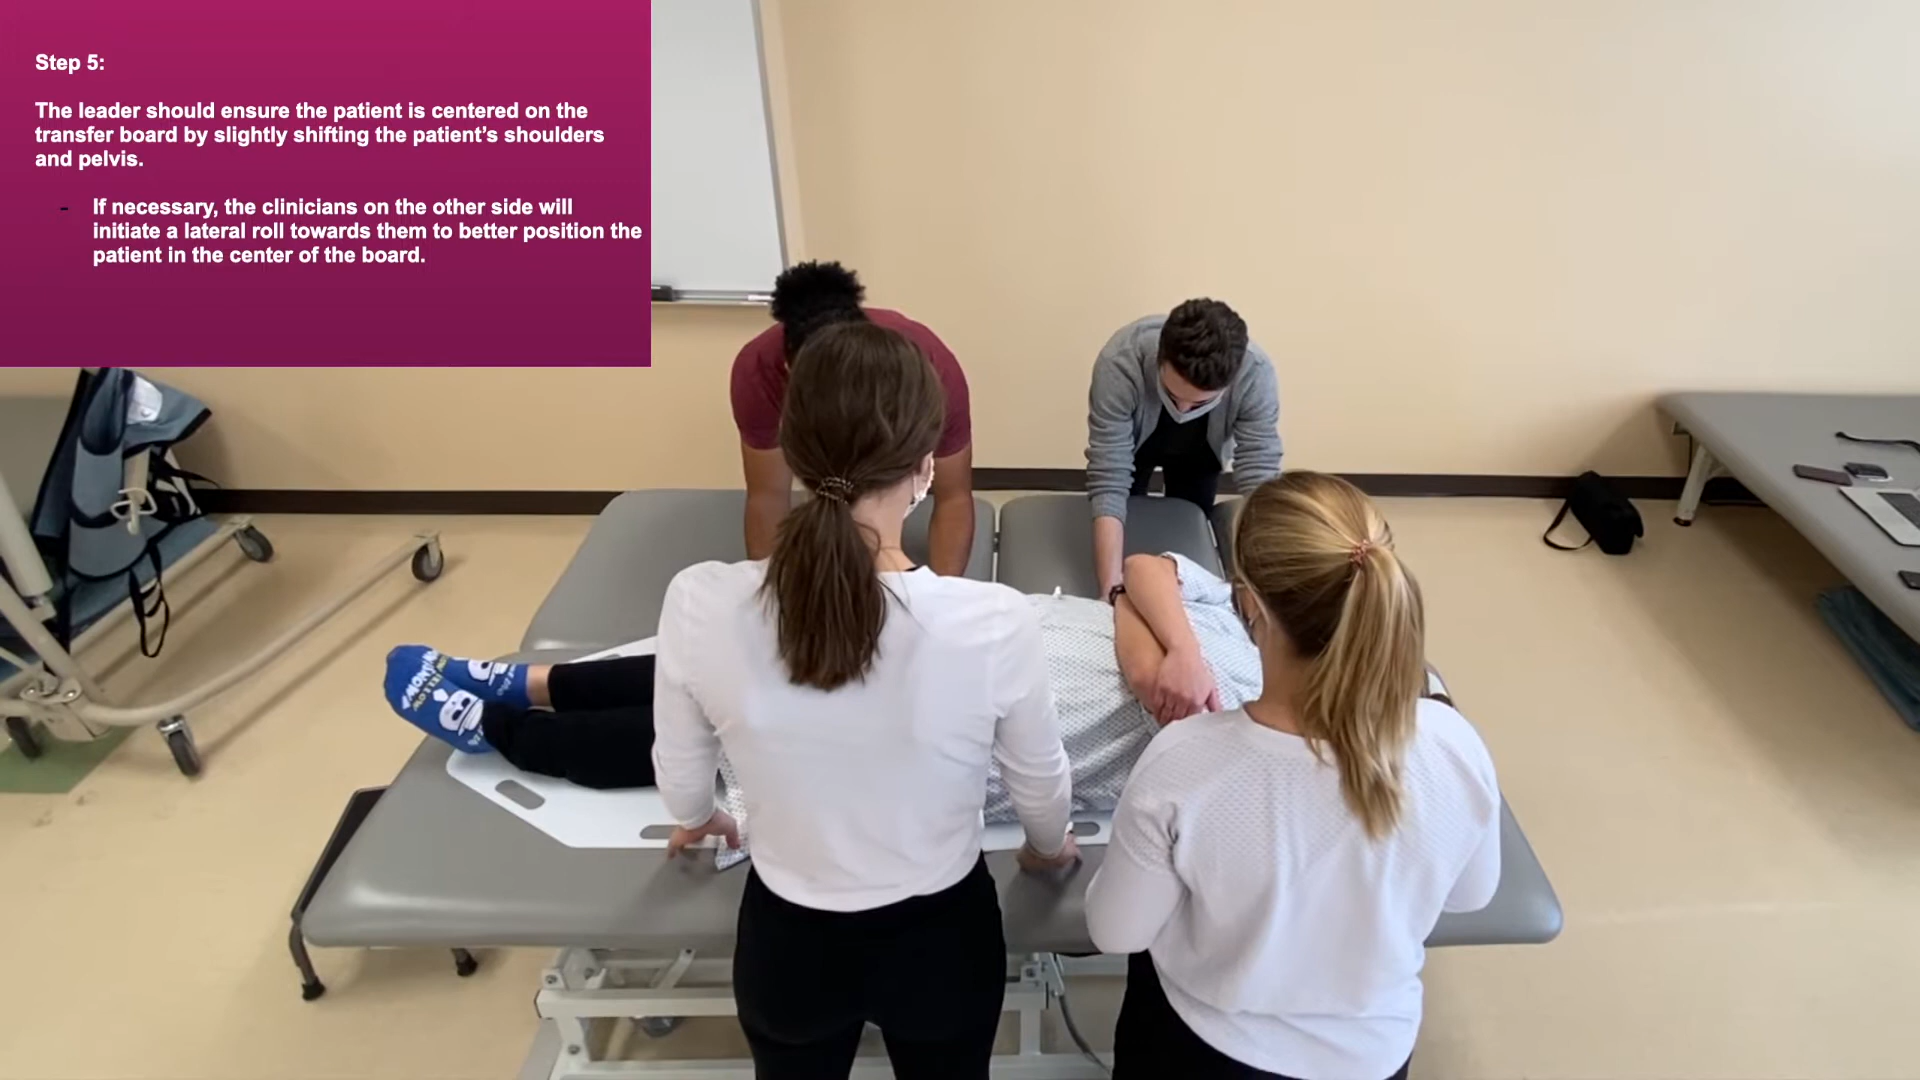 Step 5:
The leader should ensure the patient is centered on the
transfer board by slightly shifting the patient's shoulders
and pelvis.
- If necessary, the clinicians on the other side will
initiate a lateral roll towards them to better position the
patient in the center of the board.